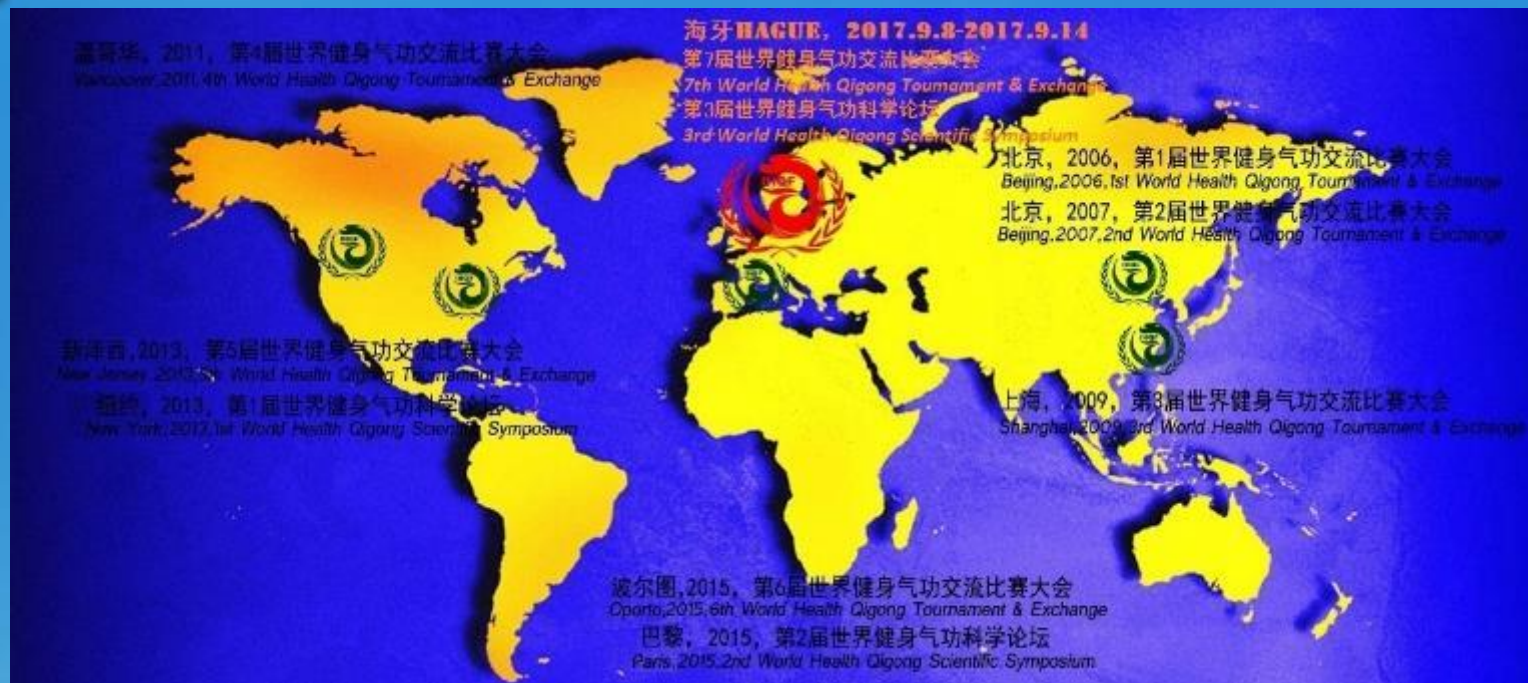 海牙HAGUE, 2017.9.8-2017.9.14
第7届世界健身气功交流比赛大会
7th World Health Qigong Tournament & Exchange
第3届世界健身气功科学论坛
3rd World Health Qigong Scientific Symposium
温哥华, 2011, 第4届世界健身气功交流比赛大会
Vancouver,2011,4th World Health Qigong Tournament & Exchange
北京, 2006, 第1届世界健身气功交流比赛大会
Beijing,2006,1st World Health Qigong Tournament & Exchange
北京, 2007, 第2届世界健身气功交流比赛大会
Beijing,2007,2nd World Health Qigong Tournament & Exchange
新泽西,2013, 第5届世界健身气功交流比赛大会
New Jersey,2013,5th World Health Qigong Tournament & Exchange
纽约, 2013, 第1届世界健身气功科学论坛
New York,2013,1st World Health Qigong Scientific Symposium
上海, 2009, 第3届世界健身气功交流比赛大会
Shanghai,2009,3rd World Health Qigong Tournament & Exchange
波尔图,2015, 第6届世界健身气功交流比赛大会
Oporto,2015,6th World Health Qigong Tournament & Exchange
巴黎, 2015, 第2届世界健身气功科学论坛
Paris,2015,2nd World Health Qigong Scientific Symposium